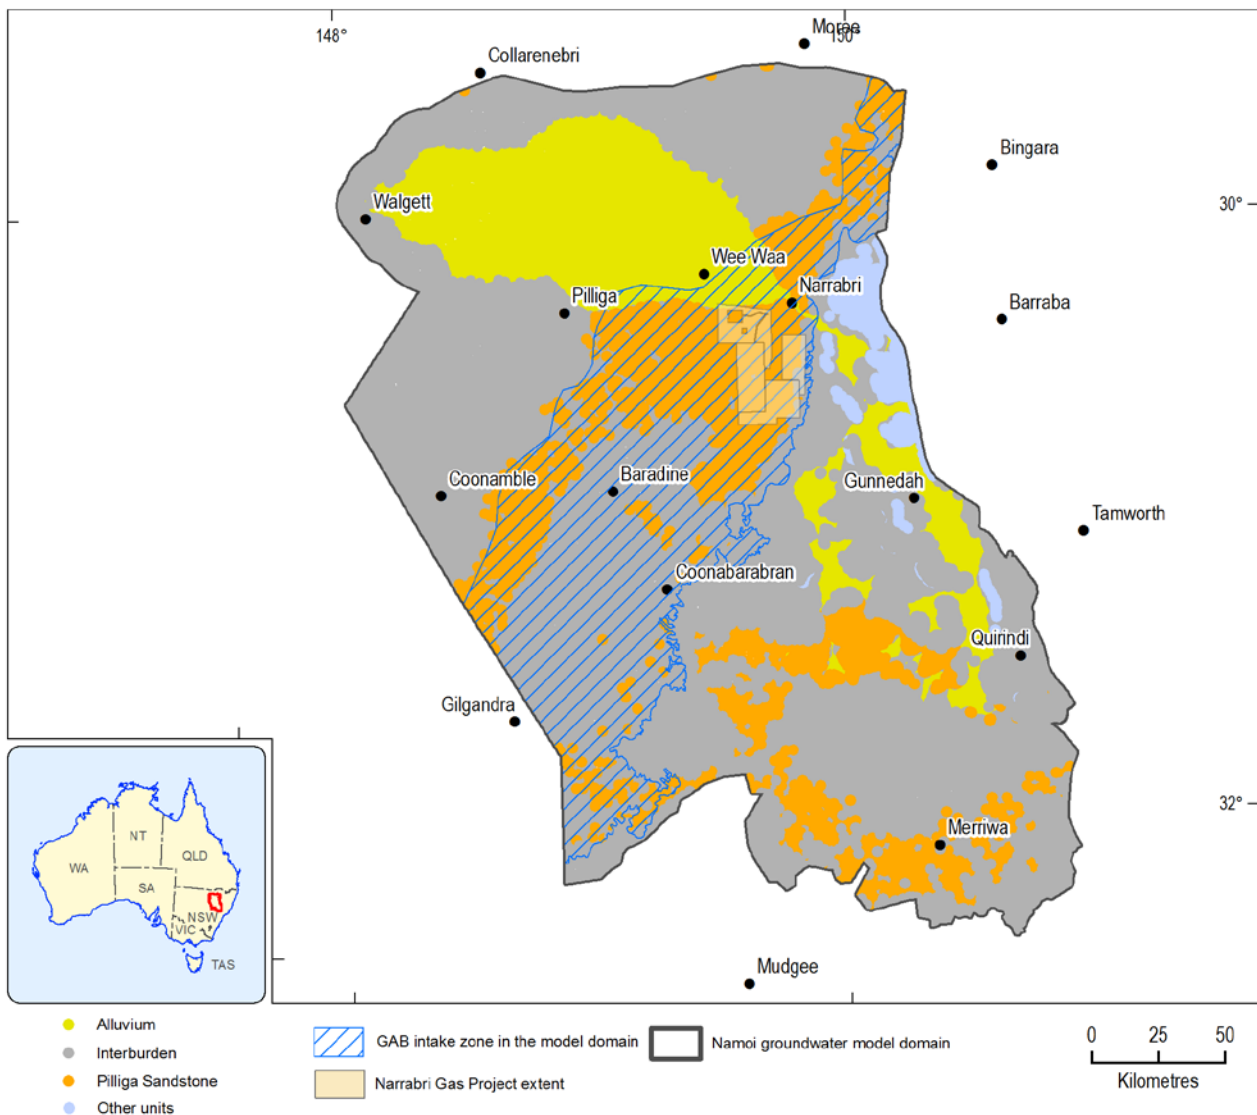 148°
150°
Moree
Collarenebri
Bingara
Walgett
30°
Wee Waa
Pilliga
Narrabri
Barraba
Coonamble
Baradine
Gunnedah
Tamworth
Coonabarabran
Quirindi
Gilgandra
32°
Merriwa
Mudgee
NT
WA
QLD
SA
NSW
VIC
TAS
Alluvium
Interburden
Pilliga Sandstone
Other units
GAB intake zone in the model domain
Narrabri Gas Project extent
Namoi groundwater model domain
0 25 50
Kilometres